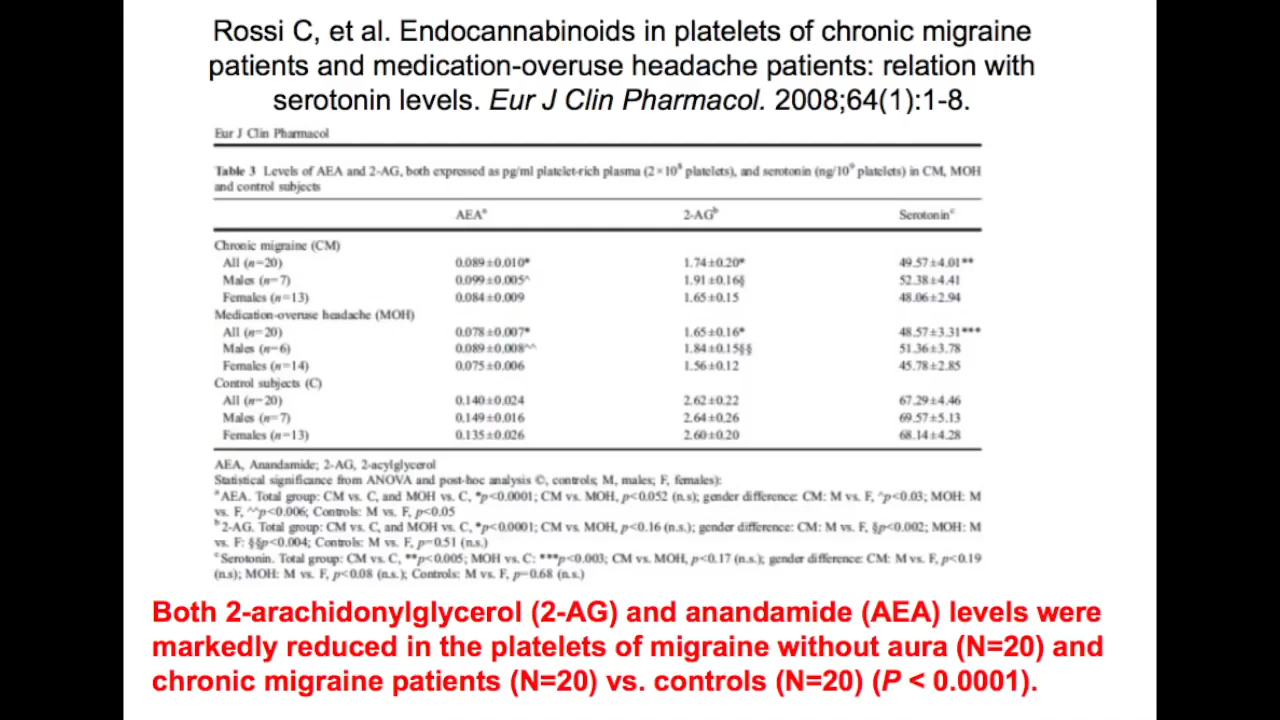 Rossi C, et al. Endocannabinoids in platelets of chronic migraine
patients and medication-overuse headache patients: relation with
serotonin levels. Eur J Clin Pharmacol. 2008;64(1):1-8.
Eur J Clin Pharmacol
Table 3 Levels of AEA and 2-AG, both expressed as pg/ml platelet-rich plasma (2×10⁸ platelets), and serotonin (ng/10⁹ platelets) in CM, MOH
and control subjects
AEAᵃ 2-AGᵇ Serotoninᶜ
Chronic migraine (CM)
All (n=20) 0.089±0.010* 1.74±0.20* 49.57±4.01**
Males (n=7) 0.099±0.005^ 1.91±0.16§ 52.38±4.41
Females (n=13) 0.084±0.009 1.65±0.15 48.06±2.94
Medication-overuse headache (MOH)
All (n=20) 0.078±0.007* 1.65±0.16* 48.57±3.31***
Males (n=6) 0.089±0.008^^ 1.84±0.15§§ 51.36±3.78
Females (n=14) 0.075±0.006 1.56±0.12 45.78±2.85
Control subjects (C)
All (n=20) 0.140±0.024 2.62±0.22 67.29±4.46
Males (n=7) 0.149±0.016 2.64±0.26 69.57±5.13
Females (n=13) 0.135±0.026 2.60±0.20 68.14±4.28
AEA, Anandamide; 2-AG, 2-acylglycerol
Statistical significance from ANOVA and post-hoc analysis ©, controls; M, males; F, females):
ᵃAEA. Total group: CM vs. C, and MOH vs. C, *p<0.0001; CM vs. MOH, p<0.052 (n.s); gender difference: CM: M vs. F, ^p<0.03; MOH: M
vs. F, ^^p<0.006; Controls: M vs. F, p<0.05
ᵇ2-AG. Total group: CM vs. C, and MOH vs. C, *p<0.0001; CM vs. MOH, p<0.16 (n.s.); gender difference: CM: M vs. F, §p<0.002; MOH: M
vs. F: §§p<0.004; Controls: M vs. F, p=0.51 (n.s.)
ᶜSerotonin. Total group: CM vs. C, **p<0.005; MOH vs. C: ***p<0.003; CM vs. MOH, p<0.17 (n.s.); gender difference: CM: M vs. F, p<0.19
(n.s); MOH: M vs. F, p<0.08 (n.s.); Controls: M vs. F, p=0.68 (n.s.)
Both 2-arachidonylglycerol (2-AG) and anandamide (AEA) levels were
markedly reduced in the platelets of migraine without aura (N=20) and
chronic migraine patients (N=20) vs. controls (N=20) (P < 0.0001).